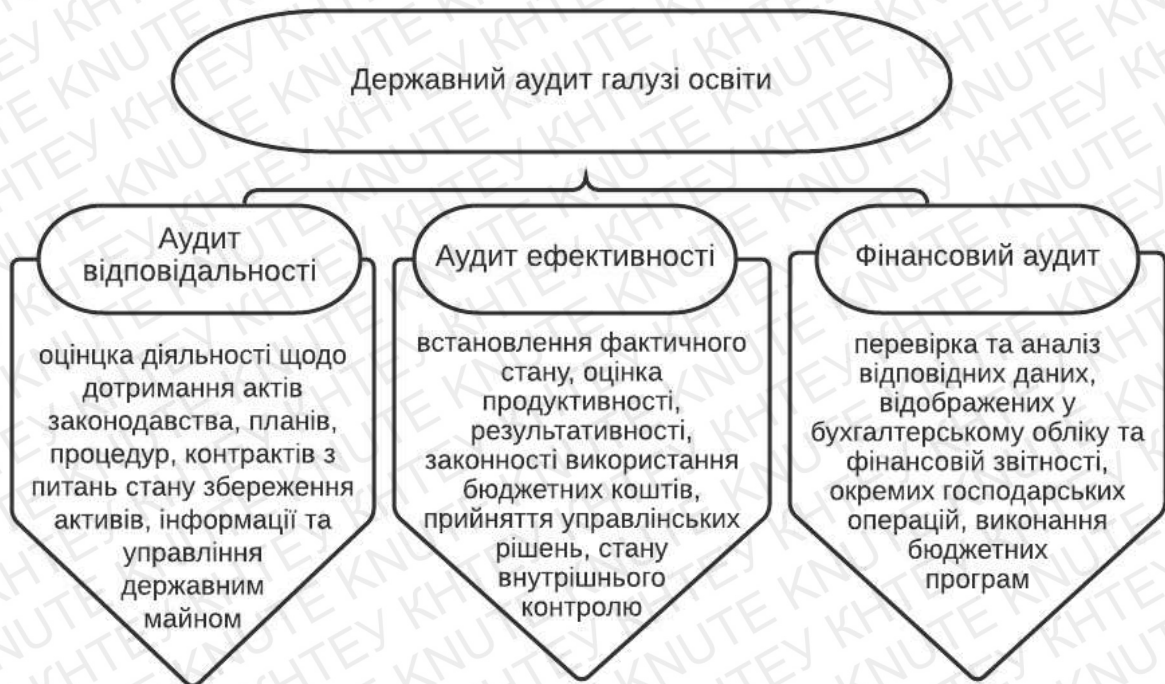 Державний аудит галузі освіти
Аудит
відповідальності
оцінцка діяльності щодо
дотримання актів
законодавства, планів,
процедур, контрактів з
питань стану збереження
активів, інформації та
управління
державним
майном
Аудит ефективності
встановлення фактичного
стану, оцінка
продуктивності,
результативності,
законності використання
бюджетних коштів,
прийняття управлінських
рішень, стану
внутрішнього
контролю
Фінансовий аудит
перевірка та аналіз
відповідних даних,
відображених у
бухгалтерському обліку та
фінансовій звітності,
окремих господарських
операцій, виконання
бюджетних
програм